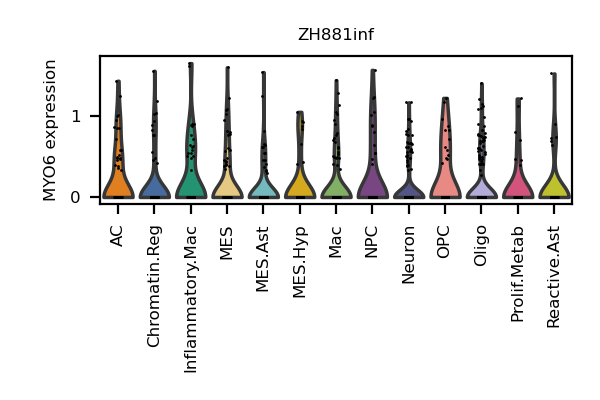 ZH881inf
MYO6 expression
1
0
AC
Chromatin.Reg
Inflammatory.Mac
MES
MES.Ast
MES.Hyp
Mac
NPC
Neuron
OPC
Oligo
Prolif.Metab
Reactive.Ast